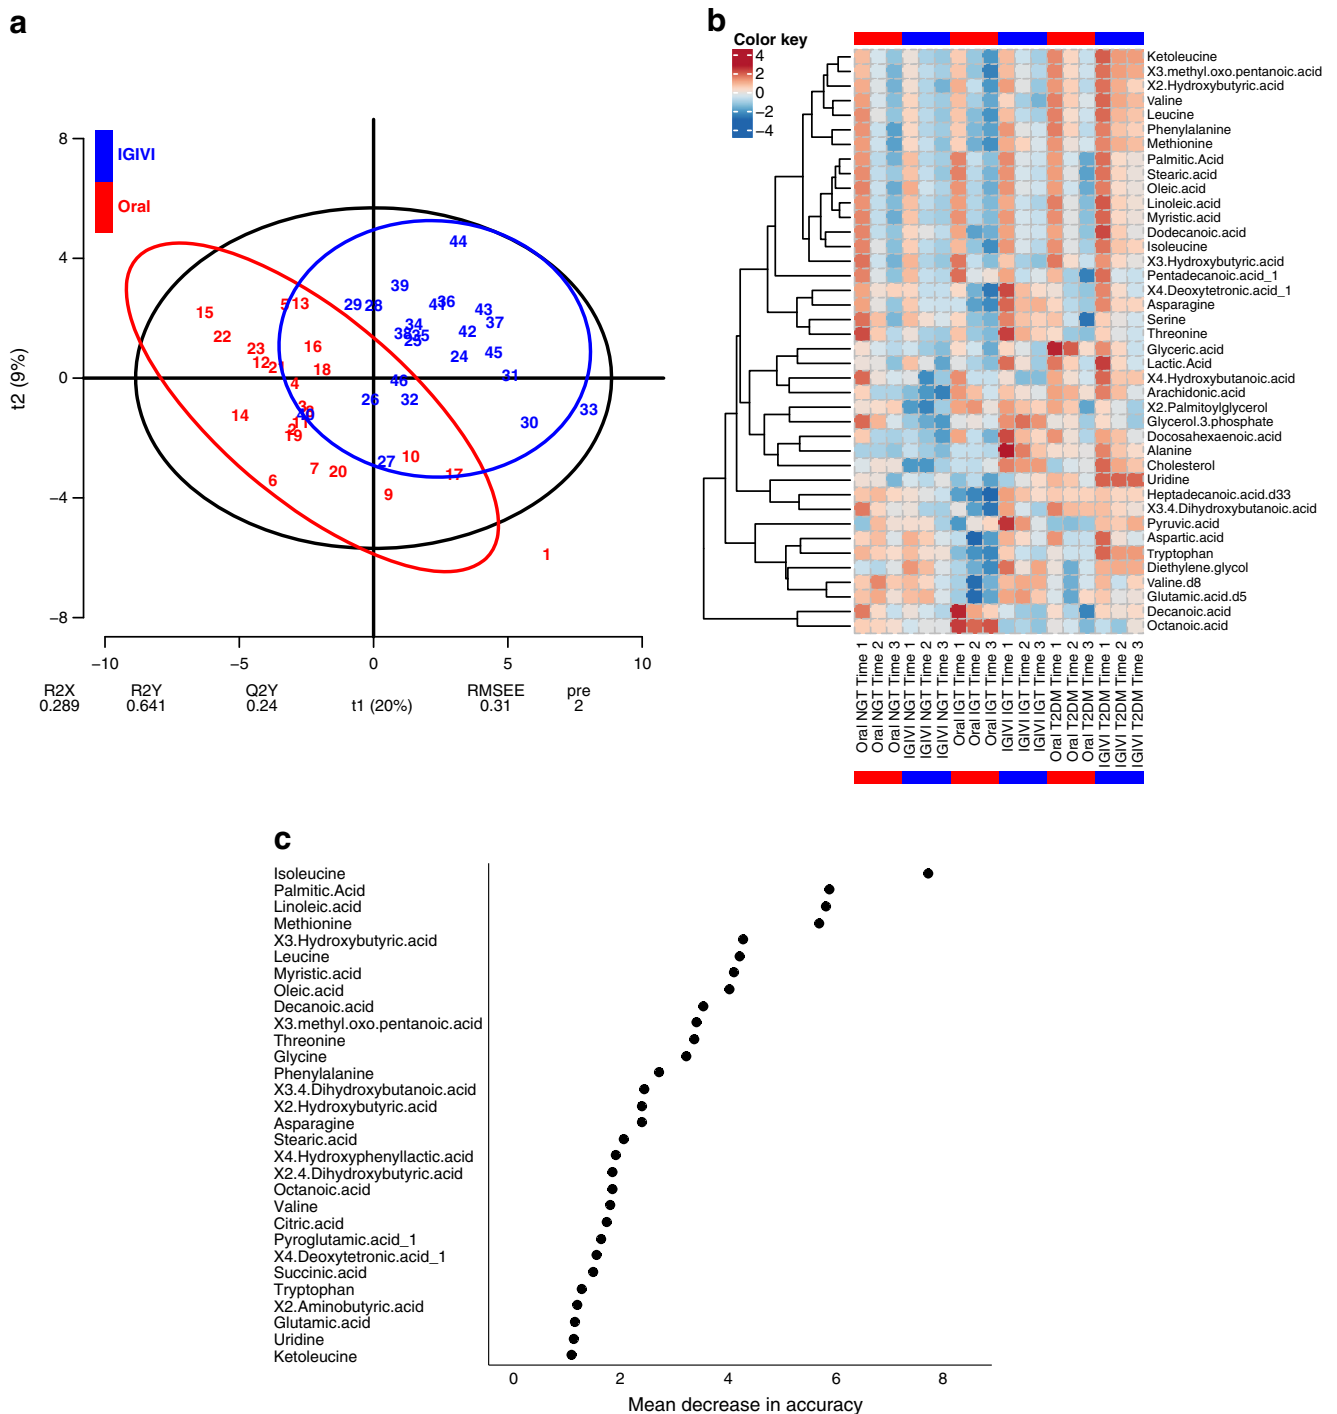 a
IGIVI
Oral
8
4
0
−4
−8
t2 (9%)
44
39
29
28
41
36
43
37
34
38
35
25
42
24
45
31
46
26
32
33
30
40
27
5
13
15
22
23
12
21
16
18
4
3
14
11
2
19
7
20
6
10
17
9
1
−10
−5
0
5
10
R2X
0.289
R2Y
0.641
Q2Y
0.24
t1 (20%)
RMSEE
0.31
pre
2
b
Color key
4
2
0
−2
−4
Ketoleucine
X3.methyl.oxo.pentanoic.acid
X2.Hydroxybutyric.acid
Valine
Leucine
Phenylalanine
Methionine
Palmitic.Acid
Stearic.acid
Oleic.acid
Linoleic.acid
Myristic.acid
Dodecanoic.acid
Isoleucine
X3.Hydroxybutyric.acid
Pentadecanoic.acid_1
X4.Deoxytetronic.acid_1
Asparagine
Serine
Threonine
Glyceric.acid
Lactic.Acid
X4.Hydroxybutanoic.acid
Arachidonic.acid
X2.Palmitoylglycerol
Glycerol.3.phosphate
Docosahexaenoic.acid
Alanine
Cholesterol
Uridine
Heptadecanoic.acid.d33
X3.4.Dihydroxybutanoic.acid
Pyruvic.acid
Aspartic.acid
Tryptophan
Diethylene.glycol
Valine.d8
Glutamic.acid.d5
Decanoic.acid
Octanoic.acid
Oral NGT Time 1
Oral NGT Time 2
Oral NGT Time 3
IGIVI NGT Time 1
IGIVI NGT Time 2
IGIVI NGT Time 3
Oral IGT Time 1
Oral IGT Time 2
Oral IGT Time 3
IGIVI IGT Time 1
IGIVI IGT Time 2
IGIVI IGT Time 3
Oral T2DM Time 1
Oral T2DM Time 2
Oral T2DM Time 3
IGIVI T2DM Time 1
IGIVI T2DM Time 2
IGIVI T2DM Time 3
c
Isoleucine
Palmitic.Acid
Linoleic.acid
Methionine
X3.Hydroxybutyric.acid
Leucine
Myristic.acid
Oleic.acid
Decanoic.acid
X3.methyl.oxo.pentanoic.acid
Threonine
Glycine
Phenylalanine
X3.4.Dihydroxybutanoic.acid
X2.Hydroxybutyric.acid
Asparagine
Stearic.acid
X4.Hydroxyphenyllactic.acid
X2.4.Dihydroxybutyric.acid
Octanoic.acid
Valine
Citric.acid
Pyroglutamic.acid_1
X4.Deoxytetronic.acid_1
Succinic.acid
Tryptophan
X2.Aminobutyric.acid
Glutamic.acid
Uridine
Ketoleucine
0
2
4
6
8
Mean decrease in accuracy